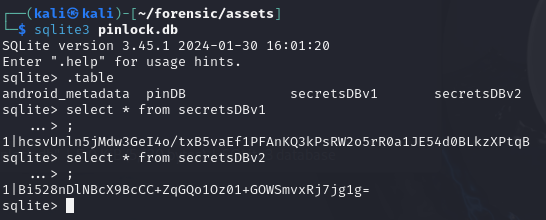 ┌──(kali㉿kali)-[~/forensic/assets]
└─$ sqlite3 pinlock.db
SQLite version 3.45.1 2024-01-30 16:01:20
Enter ".help" for usage hints.
sqlite> .table
android_metadata  pinDB             secretsDBv1       secretsDBv2
sqlite> select * from secretsDBv1
   ...> ;
1|hcsvUnln5jMdw3GeI4o/txB5vaEf1PFAnKQ3kPsRW2o5rR0a1JE54d0BLkzXPtqB
sqlite> select * from secretsDBv2
   ...> ;
1|Bi528nDlNBcX9BcCC+ZqGQo1Oz01+GOWSmvxRj7jg1g=
sqlite>